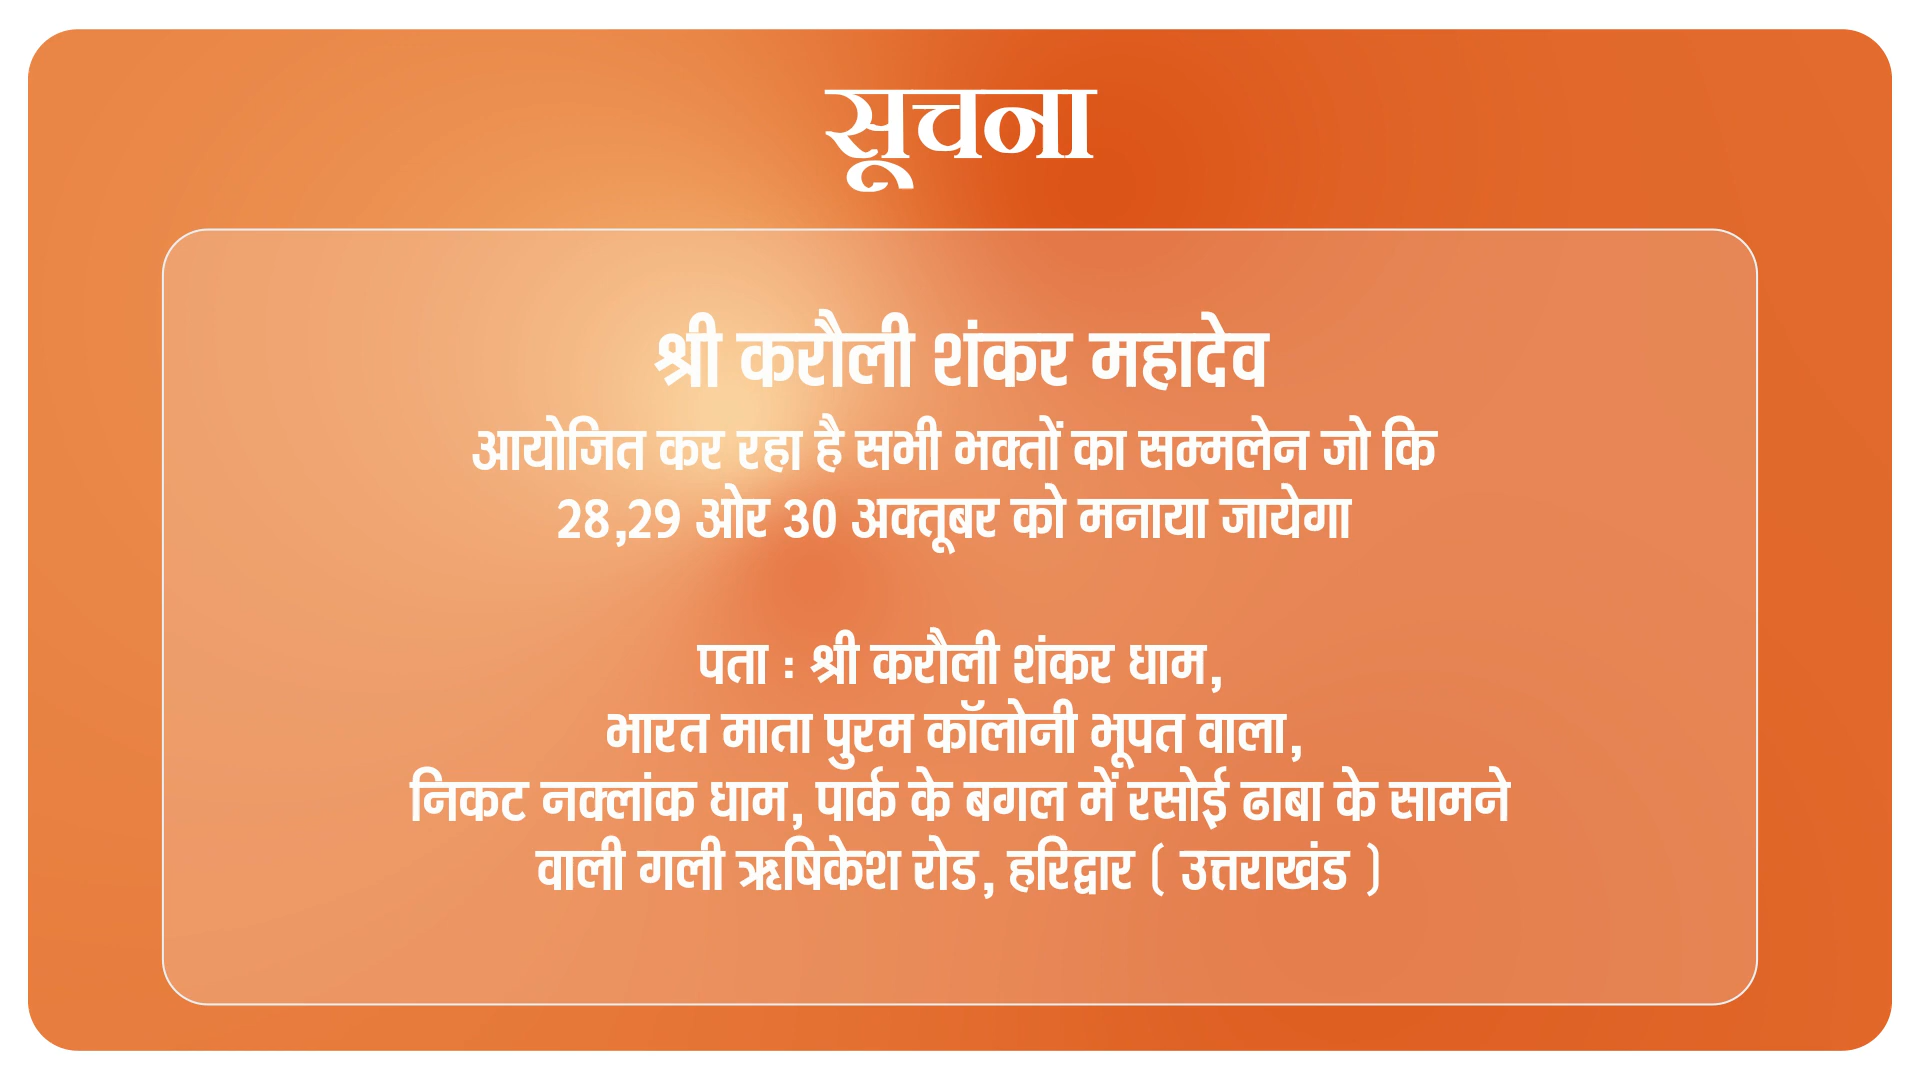 सूचना
श्री करौली शंकर महादेव
आयोजित कर रहा है सभी भक्तों का सम्मलेन जो कि
28,29 ओर 30 अक्तूबर को मनाया जायेगा
पता : श्री करौली शंकर धाम,
भारत माता पुरम कॉलोनी भूपत वाला,
निकट नक्लांक धाम, पार्क के बगल में रसोई ढाबा के सामने
वाली गली ऋषिकेश रोड, हरिद्वार ( उत्तराखंड )